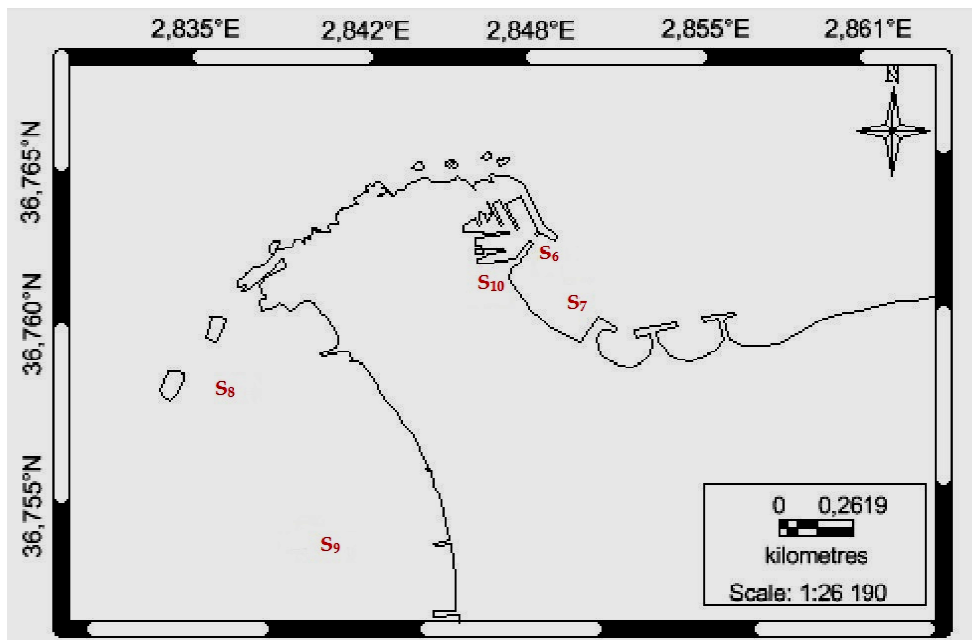 2,835°E 2,842°E 2,848°E 2,855°E 2,861°E
N
36,765°N
S₆
S₁₀
S₇
36,760°N
S₈
36,755°N
S₉
0 0,2619
kilometres
Scale: 1:26 190